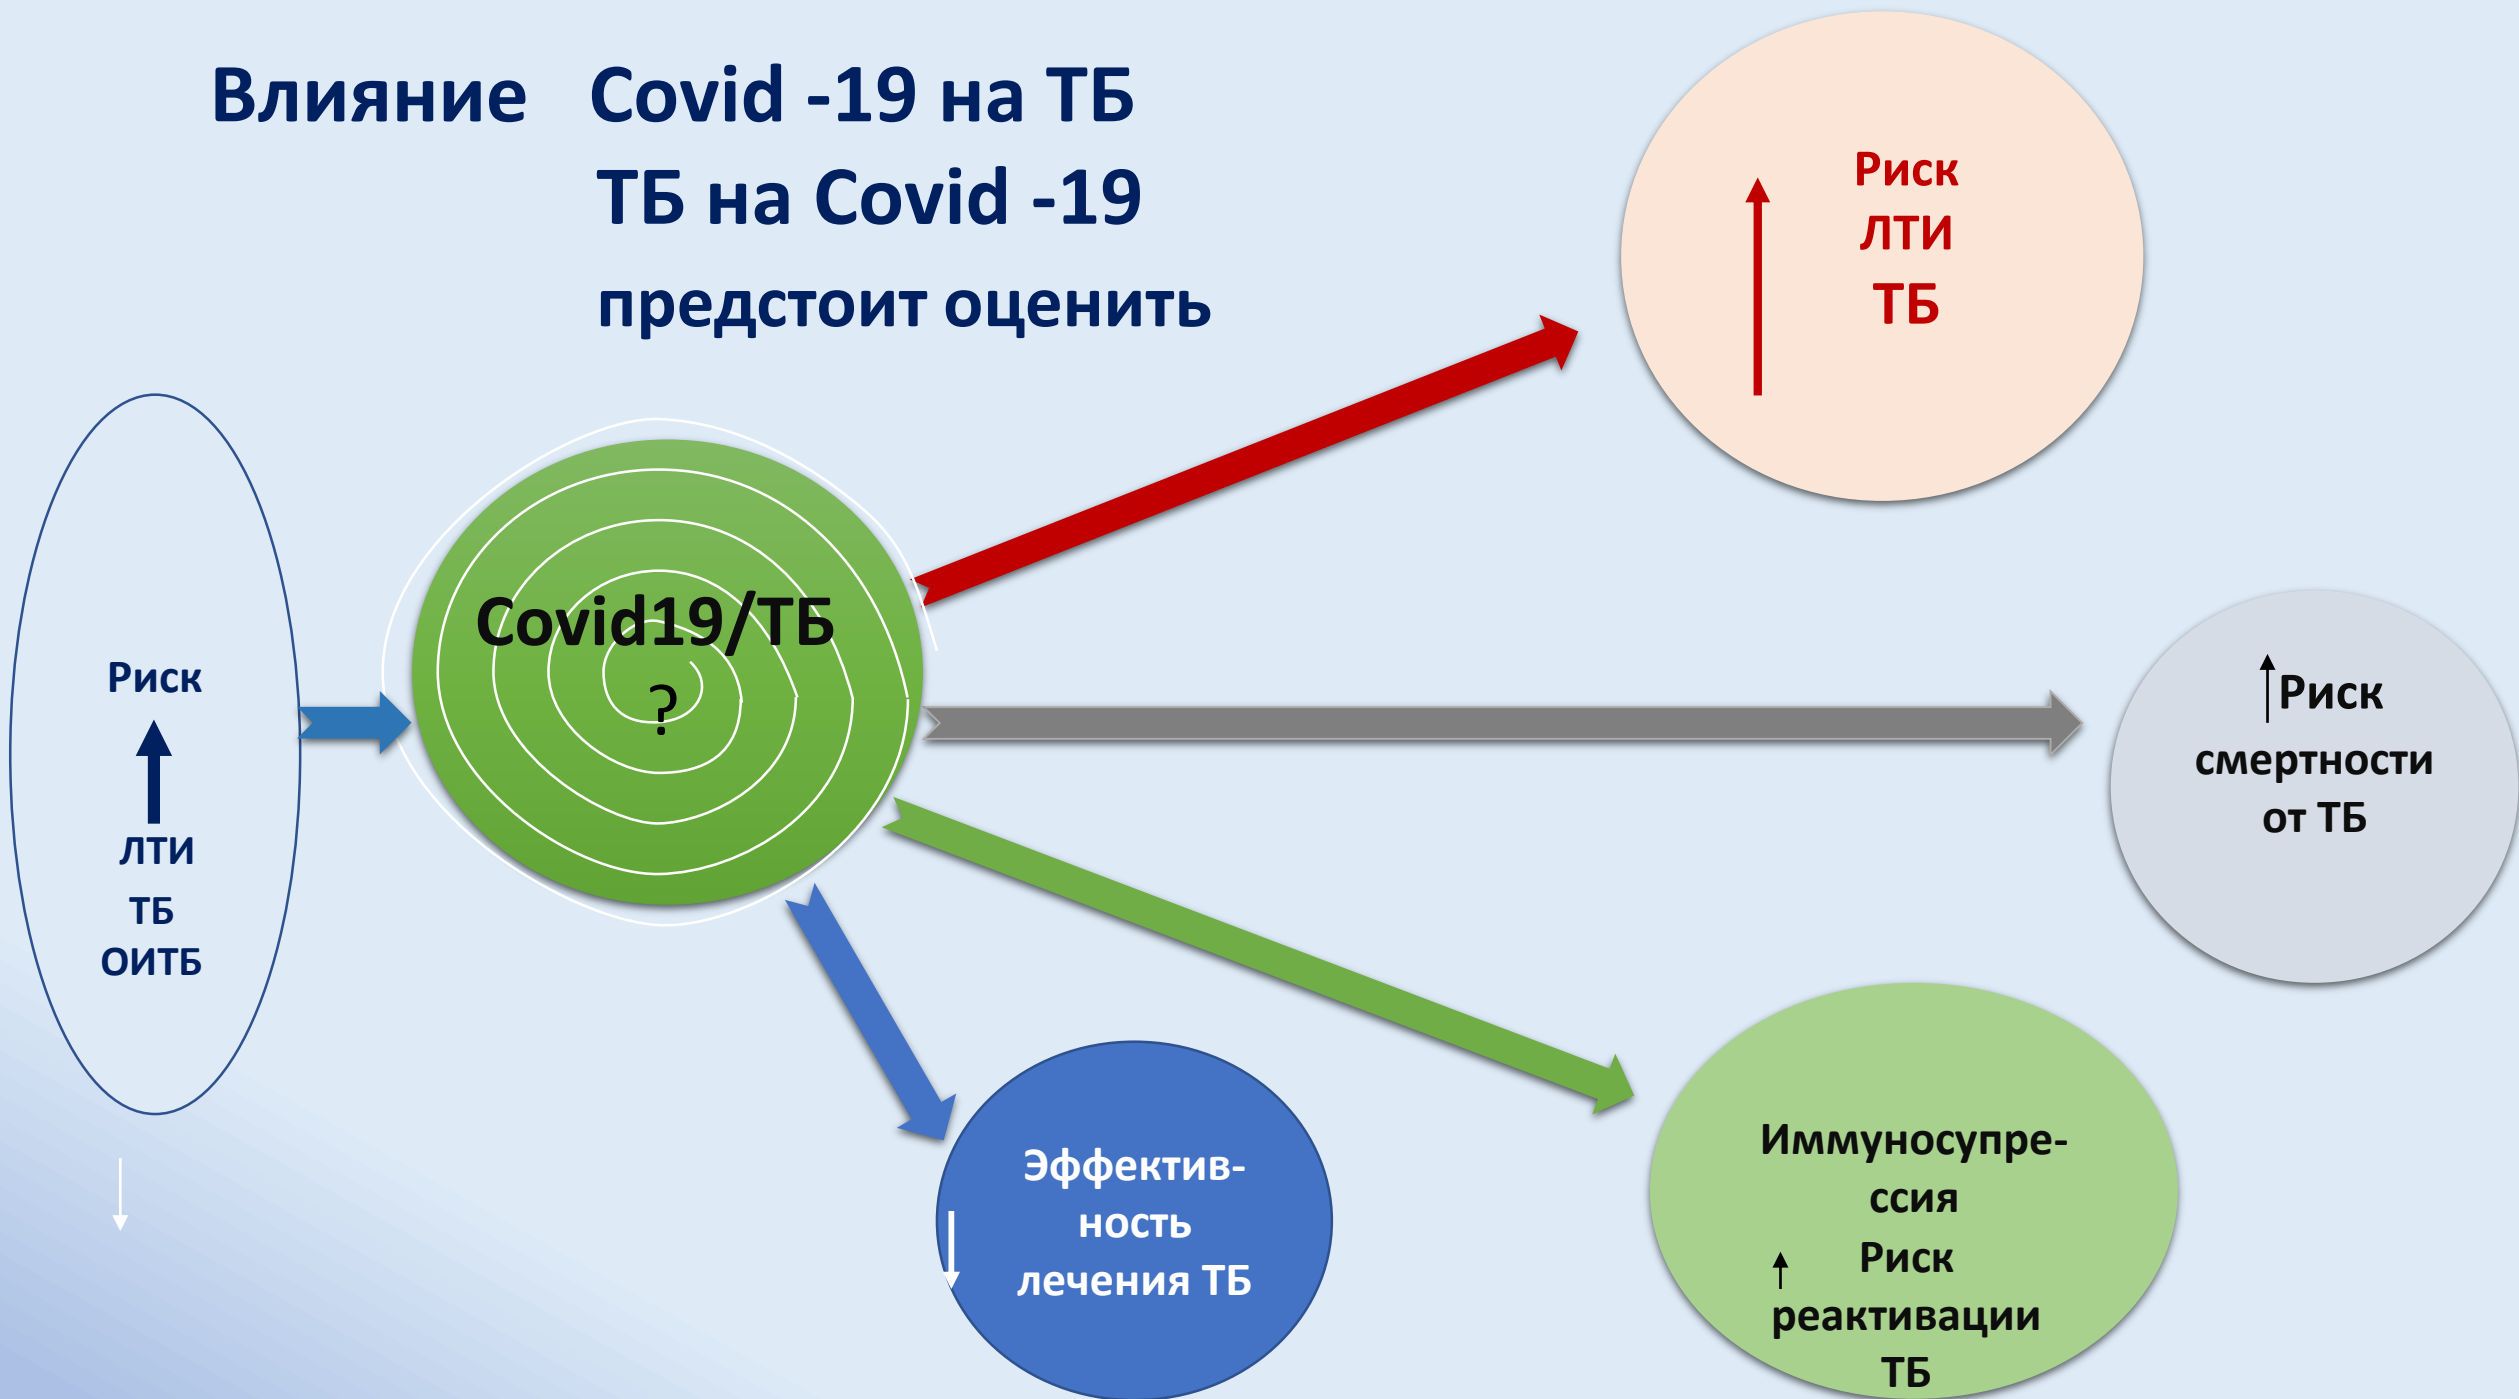 Влияние Covid -19 на ТБ
ТБ на Covid -19
предстоит оценить
Риск
ЛТИ
ТБ
ОИТБ
Covid19/ТБ
?
Риск
ЛТИ
ТБ
Риск
смертности
от ТБ
Иммуносупре-
ссия
Риск
реактивации
ТБ
Эффектив-
ность
лечения ТБ